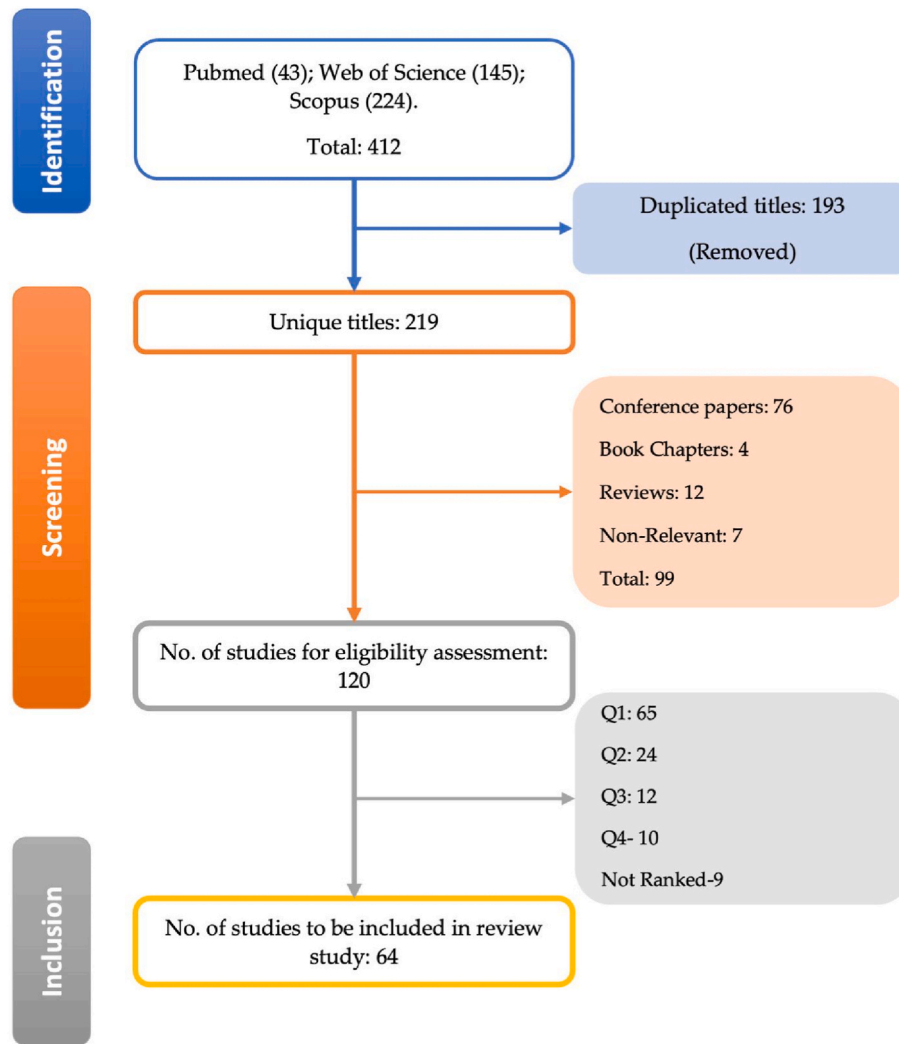 Identification
Pubmed (43); Web of Science (145);
Scopus (224).
Total: 412
Duplicated titles: 193
(Removed)
Screening
Unique titles: 219
Conference papers: 76
Book Chapters: 4
Reviews: 12
Non-Relevant: 7
Total: 99
No. of studies for eligibility assessment:
120
Q1: 65
Q2: 24
Q3: 12
Q4- 10
Not Ranked-9
Inclusion
No. of studies to be included in review
study: 64